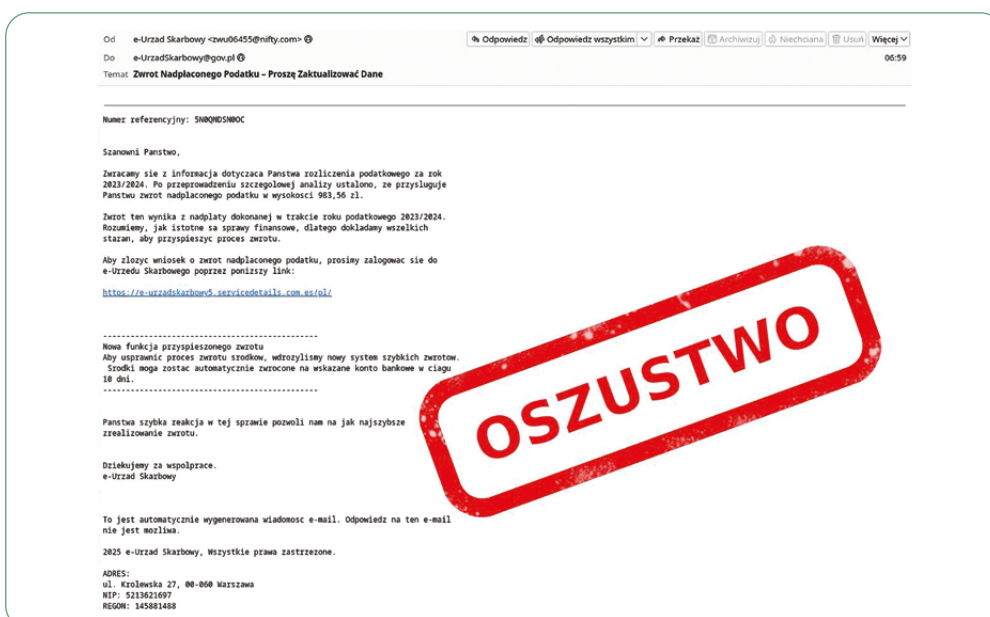 Od e-Urzad Skarbowy <zwu06455@nifty.com>
Odpowiedz Odpowiedz wszystkim Przekaż Archiwizuj Niechciana Usuń Więcej
Do e-UrzadSkarbowy@gov.pl
06:59
Temat Zwrot Nadpłaconego Podatku – Proszę Zaktualizować Dane
Numer referencyjny: 5N0QNDSN0OC
Szanowni Panstwo,
Zwracamy sie z informacja dotyczaca Panstwa rozliczenia podatkowego za rok
2023/2024. Po przeprowadzeniu szczegolowej analizy ustalono, ze przysluguje
Panstwu zwrot nadplaconego podatku w wysokosci 983,56 zl.
Zwrot ten wynika z nadplaty dokonanej w trakcie roku podatkowego 2023/2024.
Rozumiemy, jak istotne sa sprawy finansowe, dlatego dokladamy wszelkich
staran, aby przyspieszyc proces zwrotu.
Aby zlozyc wniosek o zwrot nadplaconego podatku, prosimy zalogowac sie do
e-Urzedu Skarbowego poprzez ponizszy link:
https://e-urzadskarbowy5.servicedetails.com.es/pl/
---------------------------------------------
Nowa funkcja przyspieszonego zwrotu
Aby usprawnic proces zwrotu srodkow, wdrozylismy nowy system szybkich zwrotow.
Srodki moga zostac automatycznie zwrocone na wskazane konto bankowe w ciagu
10 dni.
---------------------------------------------
Panstwa szybka reakcja w tej sprawie pozwoli nam na jak najszybsze
zrealizowanie zwrotu.
Dziekujemy za wspolprace.
e-Urzad Skarbowy
To jest automatycznie wygenerowana wiadomosc e-mail. Odpowiedz na ten e-mail
nie jest mozliwa.
2025 e-Urzad Skarbowy, Wszystkie prawa zastrzezone.
ADRES:
ul. Krolewska 27, 00-060 Warszawa
NIP: 5213621697
REGON: 145881488
OSZUSTWO